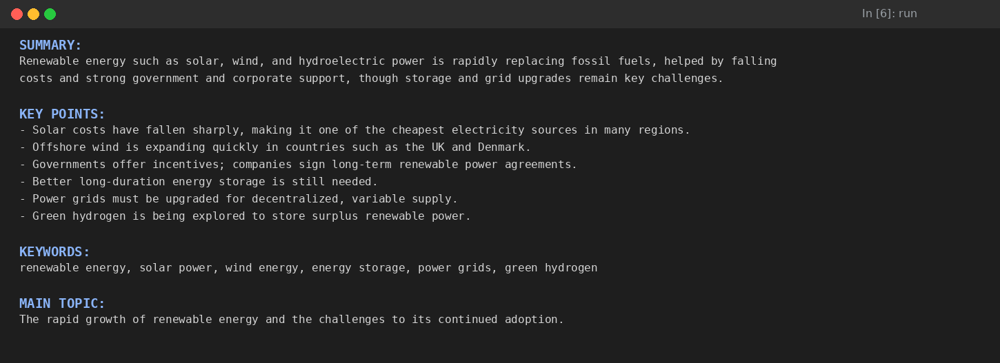 In [6]: run
SUMMARY:
Renewable energy such as solar, wind, and hydroelectric power is rapidly replacing fossil fuels, helped by falling
costs and strong government and corporate support, though storage and grid upgrades remain key challenges.
KEY POINTS:
- Solar costs have fallen sharply, making it one of the cheapest electricity sources in many regions.
- Offshore wind is expanding quickly in countries such as the UK and Denmark.
- Governments offer incentives; companies sign long-term renewable power agreements.
- Better long-duration energy storage is still needed.
- Power grids must be upgraded for decentralized, variable supply.
- Green hydrogen is being explored to store surplus renewable power.
KEYWORDS:
renewable energy, solar power, wind energy, energy storage, power grids, green hydrogen
MAIN TOPIC:
The rapid growth of renewable energy and the challenges to its continued adoption.